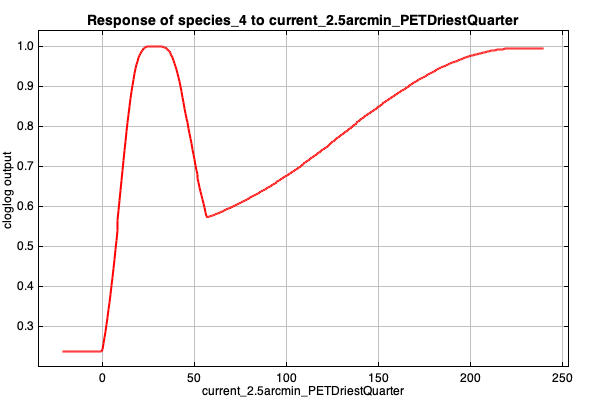 Response of species_4 to current_2.5arcmin_PETDriestQuarter
cloglog output
1.0
0.9
0.8
0.7
0.6
0.5
0.4
0.3
0 50 100 150 200 250
current_2.5arcmin_PETDriestQuarter